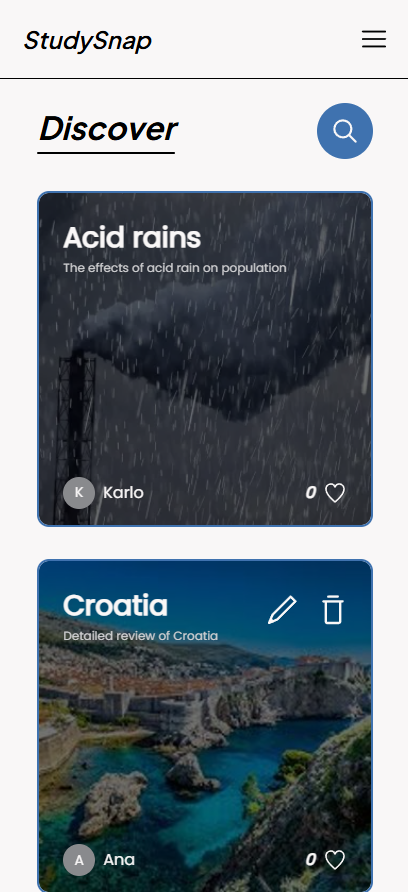 StudySnap
Discover
Acid rains
The effects of acid rain on population
K Karlo 0
Croatia
Detailed review of Croatia
A Ana 0